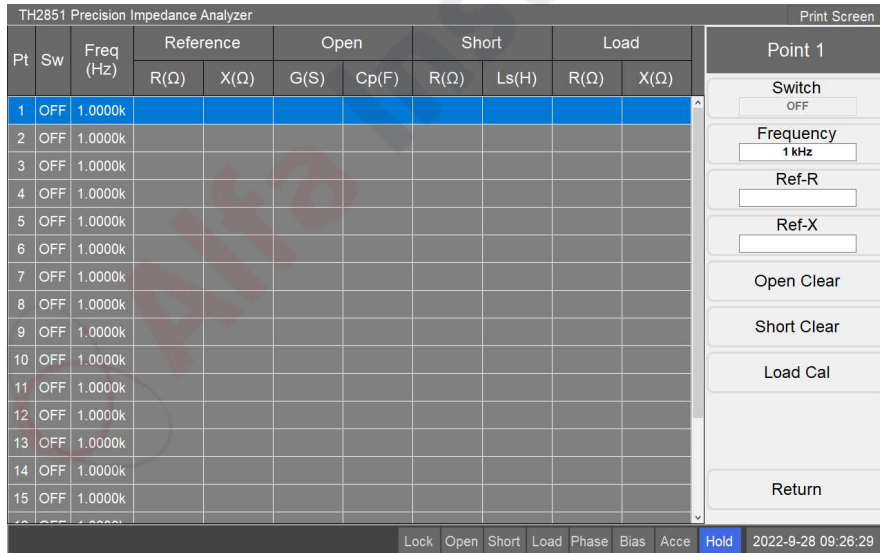 TH2851 Precision Impedance Analyzer Print Screen
Pt Sw Freq (Hz) Reference Open Short Load
R(Ω) X(Ω) G(S) Cp(F) R(Ω) Ls(H) R(Ω) X(Ω)
1 OFF 1.0000k
2 OFF 1.0000k
3 OFF 1.0000k
4 OFF 1.0000k
5 OFF 1.0000k
6 OFF 1.0000k
7 OFF 1.0000k
8 OFF 1.0000k
9 OFF 1.0000k
10 OFF 1.0000k
11 OFF 1.0000k
12 OFF 1.0000k
13 OFF 1.0000k
14 OFF 1.0000k
15 OFF 1.0000k
Point 1
Switch
OFF
Frequency
1 kHz
Ref-R
Ref-X
Open Clear
Short Clear
Load Cal
Return
Lock Open Short Load Phase Bias Acce Hold 2022-9-28 09:26:29
Alfa